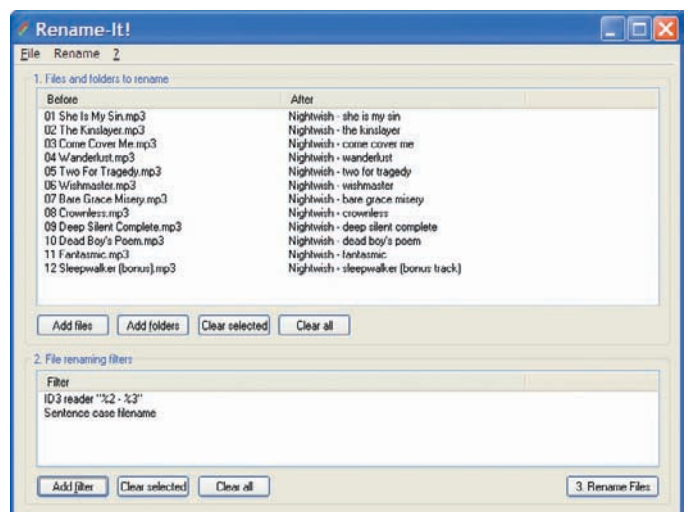 Rename-It!
File Rename ?
1. Files and folders to rename
Before After
01 She Is My Sin.mp3 Nightwish - she is my sin
02 The Kinslayer.mp3 Nightwish - the kinslayer
03 Come Cover Me.mp3 Nightwish - come cover me
04 Wanderlust.mp3 Nightwish - wanderlust
05 Two For Tragedy.mp3 Nightwish - two for tragedy
06 Wishmaster.mp3 Nightwish - wishmaster
07 Bare Grace Misery.mp3 Nightwish - bare grace misery
08 Crownless.mp3 Nightwish - crownless
09 Deep Silent Complete.mp3 Nightwish - deep silent complete
10 Dead Boy's Poem.mp3 Nightwish - dead boy's poem
11 Fantasmic.mp3 Nightwish - fantasmic
12 Sleepwalker (bonus).mp3 Nightwish - sleepwalker (bonus track)
Add files Add folders Clear selected Clear all
2. File renaming filters
Filter
ID3 reader "%2 - %3"
Sentence case filename
Add filter Clear selected Clear all 3. Rename Files